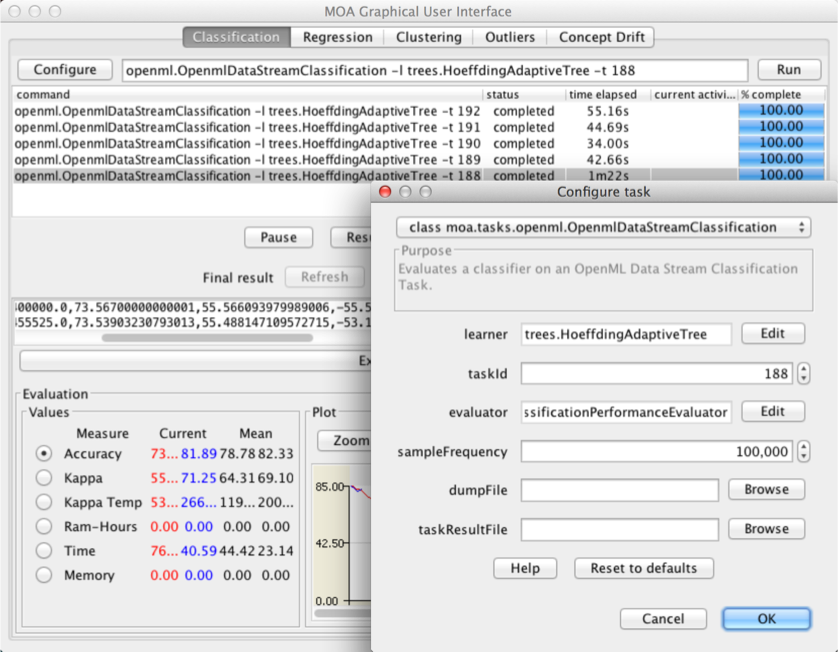 MOA Graphical User Interface
Classification Regression Clustering Outliers Concept Drift
Configure openml.OpenmlDataStreamClassification -l trees.HoeffdingAdaptiveTree -t 188 Run
command status time elapsed current activi... % complete
openml.OpenmlDataStreamClassification -l trees.HoeffdingAdaptiveTree -t 192 completed 55.16s 100.00
openml.OpenmlDataStreamClassification -l trees.HoeffdingAdaptiveTree -t 191 completed 44.69s 100.00
openml.OpenmlDataStreamClassification -l trees.HoeffdingAdaptiveTree -t 190 completed 34.00s 100.00
openml.OpenmlDataStreamClassification -l trees.HoeffdingAdaptiveTree -t 189 completed 42.66s 100.00
openml.OpenmlDataStreamClassification -l trees.HoeffdingAdaptiveTree -t 188 completed 1m22s 100.00
Pause
Final result Refresh
00000.0,73.56700000000001,55.566093979989006,-55.5
55525.0,73.53903230793013,55.488147109572715,-53.1
Evaluation
Values
Measure Current Mean
Accuracy 73... 81.89 78.78 82.33
Kappa 55... 71.25 64.31 69.10
Kappa Temp 53... 266... 119... 200...
Ram-Hours 0.00 0.00 0.00 0.00
Time 76... 40.59 44.42 23.14
Memory 0.00 0.00 0.00 0.00
Plot
Zoom
85.00
42.50
0.00
Configure task
class moa.tasks.openml.OpenmlDataStreamClassification
Purpose
Evaluates a classifier on an OpenML Data Stream Classification
Task.
learner trees.HoeffdingAdaptiveTree Edit
taskId 188
evaluator ssificationPerformanceEvaluator Edit
sampleFrequency 100,000
dumpFile Browse
taskResultFile Browse
Help Reset to defaults
Cancel OK